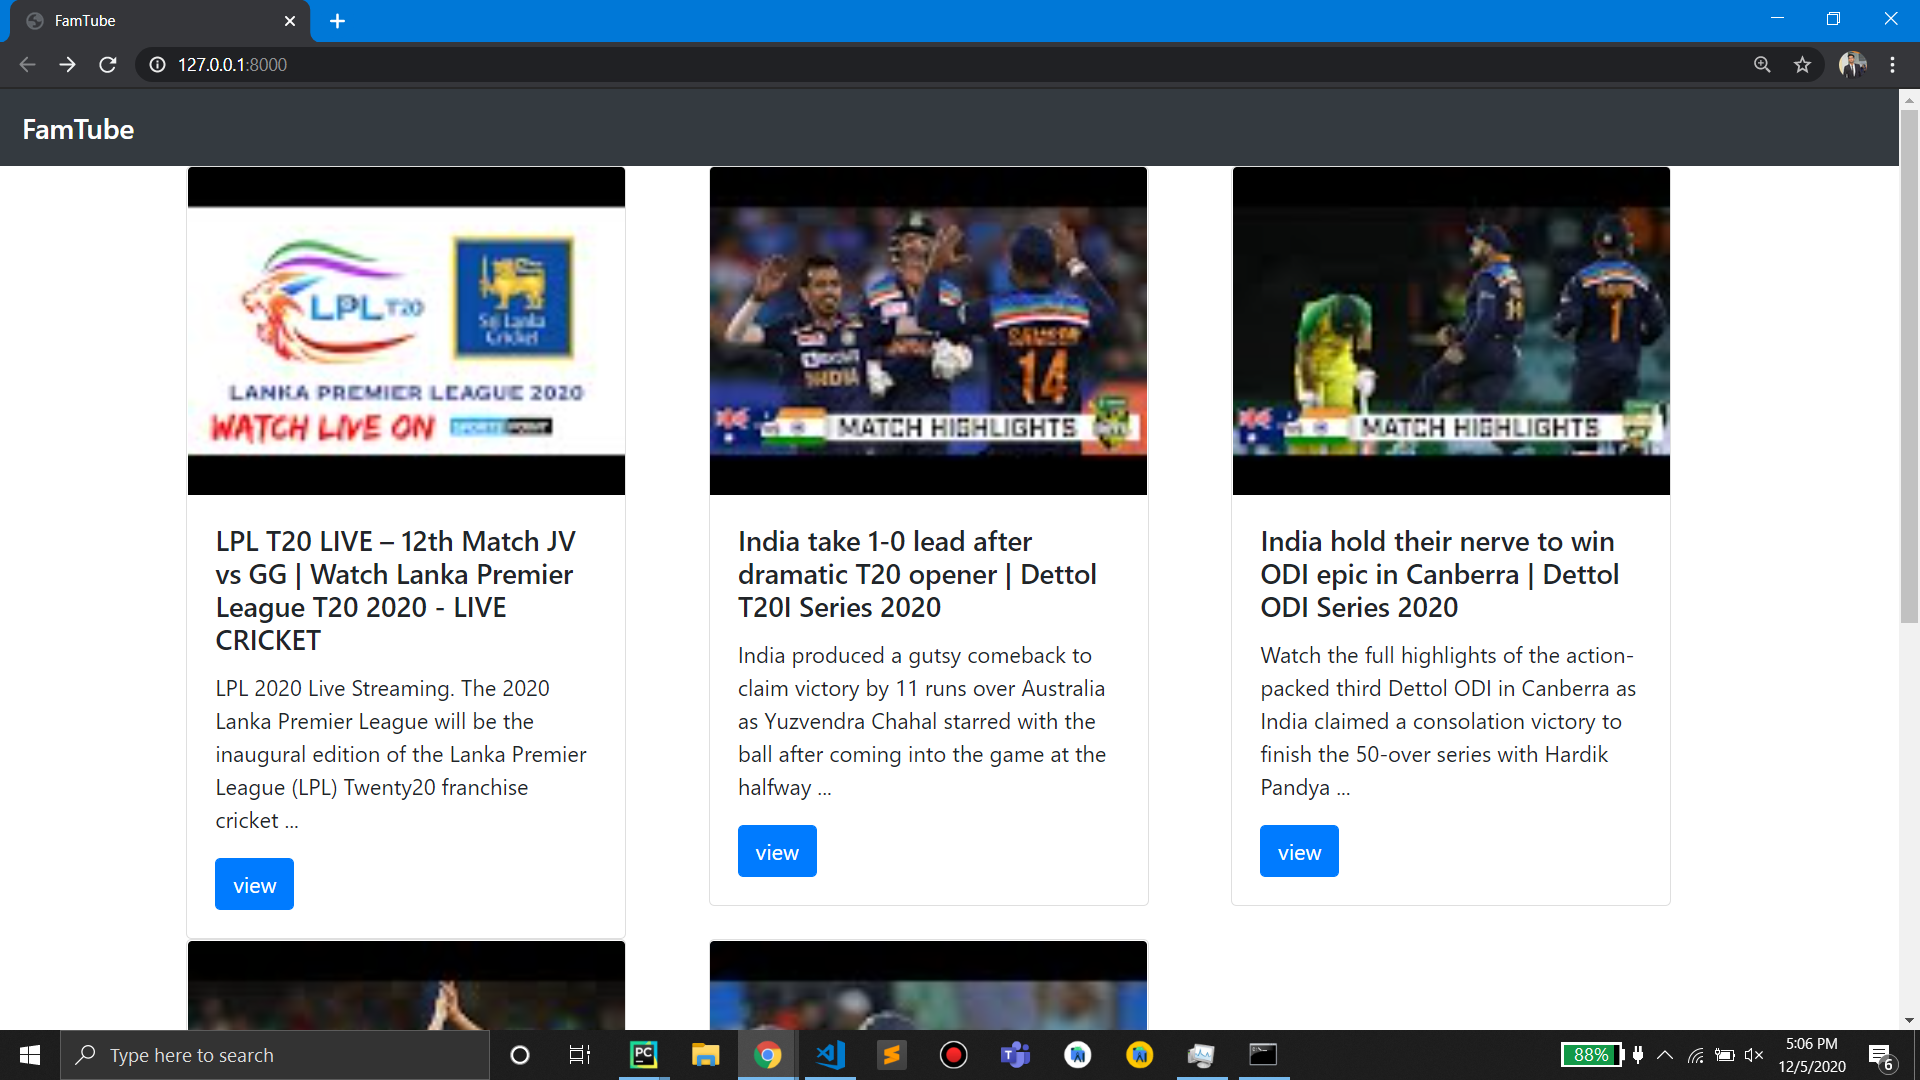 FamTube
127.0.0.1:8000
FamTube
LPL T20
Sri Lanka
Cricket
LANKA PREMIER LEAGUE 2020
WATCH LIVE ON SPORTS POINT
INDIA
SAMSON
14
MATCH HIGHLIGHTS
1
MATCH HIGHLIGHTS
LPL T20 LIVE – 12th Match JV
vs GG | Watch Lanka Premier
League T20 2020 - LIVE
CRICKET
LPL 2020 Live Streaming. The 2020
Lanka Premier League will be the
inaugural edition of the Lanka Premier
League (LPL) Twenty20 franchise
cricket ...
view
India take 1-0 lead after
dramatic T20 opener | Dettol
T20I Series 2020
India produced a gutsy comeback to
claim victory by 11 runs over Australia
as Yuzvendra Chahal starred with the
ball after coming into the game at the
halfway ...
view
India hold their nerve to win
ODI epic in Canberra | Dettol
ODI Series 2020
Watch the full highlights of the action-
packed third Dettol ODI in Canberra as
India claimed a consolation victory to
finish the 50-over series with Hardik
Pandya ...
view
Type here to search
PC
88%
5:06 PM
12/5/2020
6